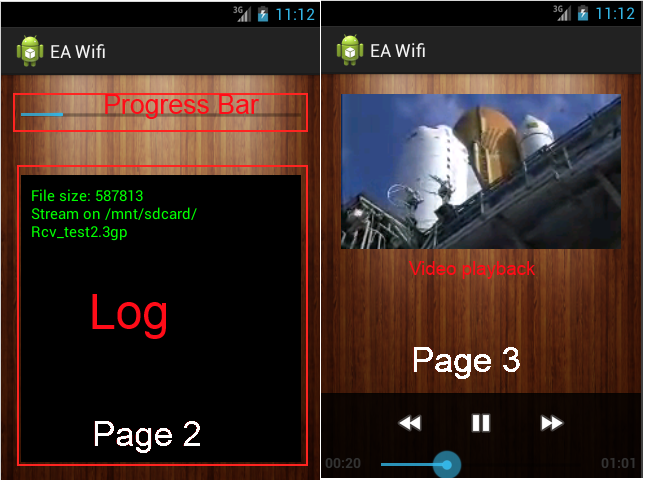 3G 11:12
EA Wifi
Progress Bar
File size: 587813
Stream on /mnt/sdcard/
Rcv_test2.3gp
Log
Page 2
3G 11:12
EA Wifi
Video playback
Page 3
00:20 01:01